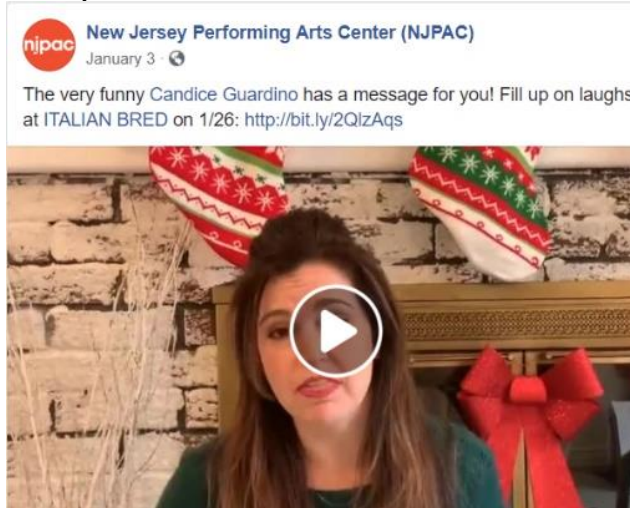 njpac
New Jersey Performing Arts Center (NJPAC)
January 3 ·
The very funny Candice Guardino has a message for you! Fill up on laughs
at ITALIAN BRED on 1/26: http://bit.ly/2QlzAqs